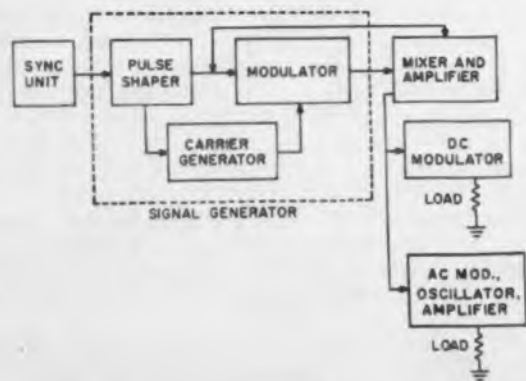 SYNC
UNIT
PULSE
SHAPER
MODULATOR
MIXER AND
AMPLIFIER
CARRIER
GENERATOR
SIGNAL GENERATOR
DC
MODULATOR
LOAD
AC MOD.,
OSCILLATOR,
AMPLIFIER
LOAD